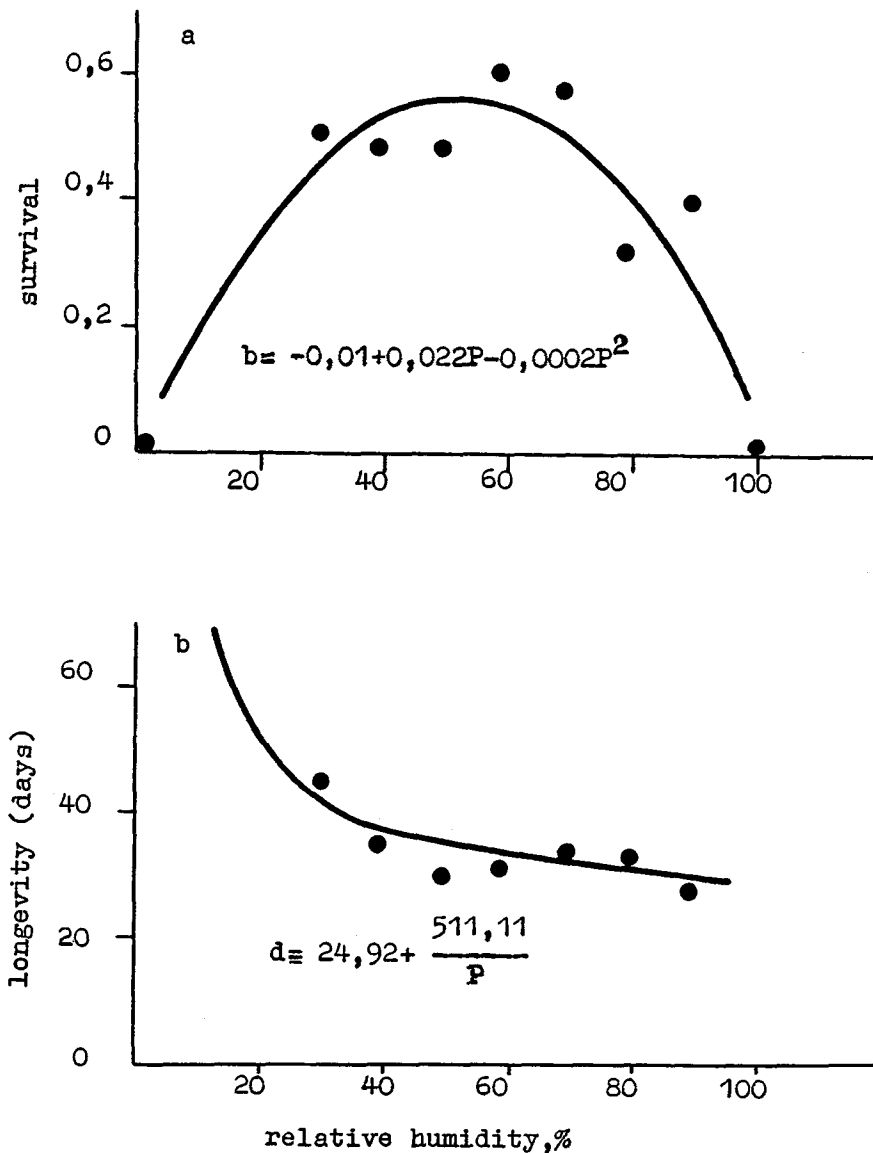 a
0,6
0,4
0,2
0
survival
b= -0,01+0,022P-0,0002P²
20 40 60 80 100
b
60
40
20
0
longevity (days)
d≡ 24,92+ 511,11
P
20 40 60 80 100
relative humidity,%